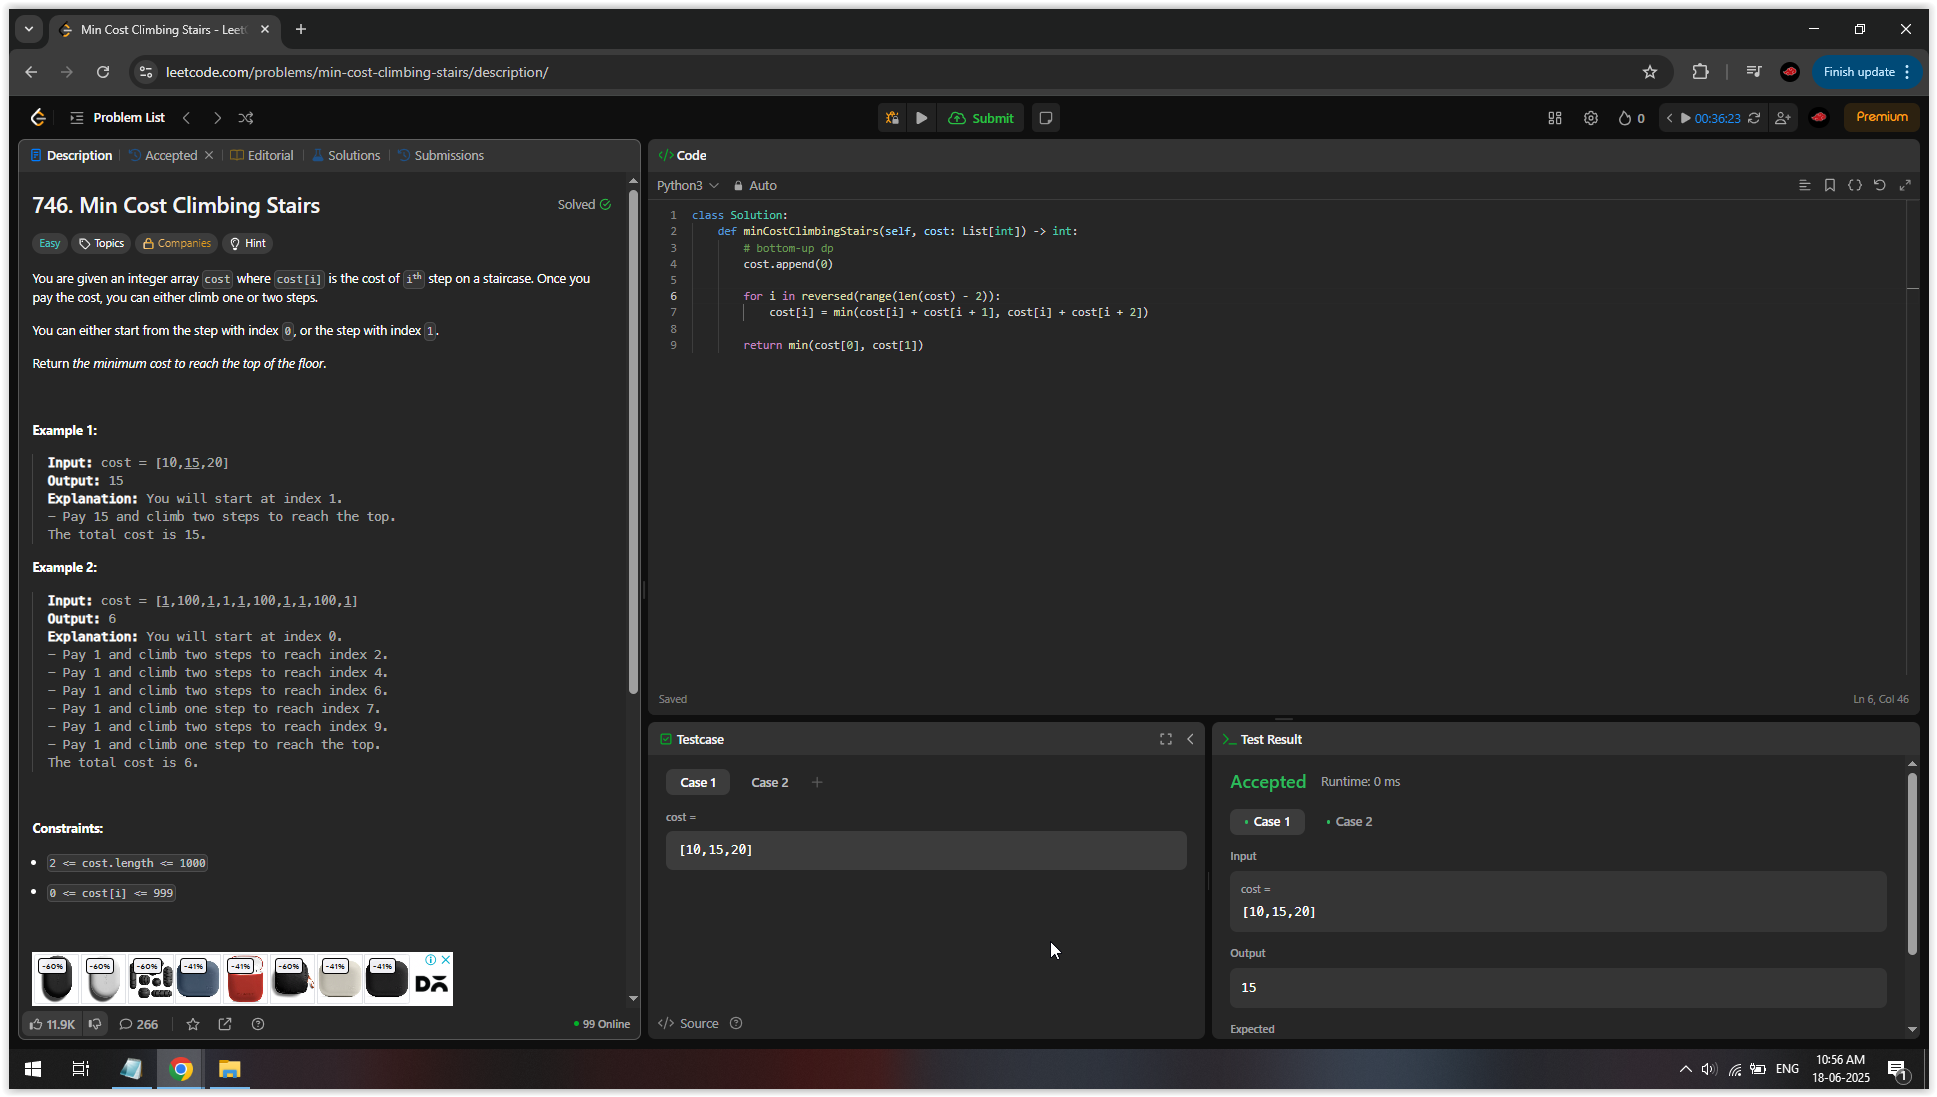 Min Cost Climbing Stairs - Leet
leetcode.com/problems/min-cost-climbing-stairs/description/
Finish update
Problem List
Submit
0
00:36:23
Premium
Description
Accepted
Editorial
Solutions
Submissions
746. Min Cost Climbing Stairs
Solved
Easy
Topics
Companies
Hint
You are given an integer array cost where cost[i] is the cost of ith step on a staircase. Once you
pay the cost, you can either climb one or two steps.
You can either start from the step with index 0, or the step with index 1.
Return the minimum cost to reach the top of the floor.
Example 1:
Input: cost = [10,15,20]
Output: 15
Explanation: You will start at index 1.
- Pay 15 and climb two steps to reach the top.
The total cost is 15.
Example 2:
Input: cost = [1,100,1,1,1,100,1,1,100,1]
Output: 6
Explanation: You will start at index 0.
- Pay 1 and climb two steps to reach index 2.
- Pay 1 and climb two steps to reach index 4.
- Pay 1 and climb two steps to reach index 6.
- Pay 1 and climb one step to reach index 7.
- Pay 1 and climb two steps to reach index 9.
- Pay 1 and climb one step to reach the top.
The total cost is 6.
Constraints:
• 2 <= cost.length <= 1000
• 0 <= cost[i] <= 999
-60% -60% -60% -41% -41% -60% -41% -41%
11.9K
266
99 Online
</> Code
Python3
Auto
1 class Solution:
2 def minCostClimbingStairs(self, cost: List[int]) -> int:
3 # bottom-up dp
4 cost.append(0)
5
6 for i in reversed(range(len(cost) - 2)):
7 cost[i] = min(cost[i] + cost[i + 1], cost[i] + cost[i + 2])
8
9 return min(cost[0], cost[1])
Saved
Ln 6, Col 46
Testcase
Case 1
Case 2
cost =
[10,15,20]
</> Source
Test Result
Accepted
Runtime: 0 ms
Case 1
Case 2
Input
cost =
[10,15,20]
Output
15
Expected
ENG
10:56 AM
18-06-2025
1